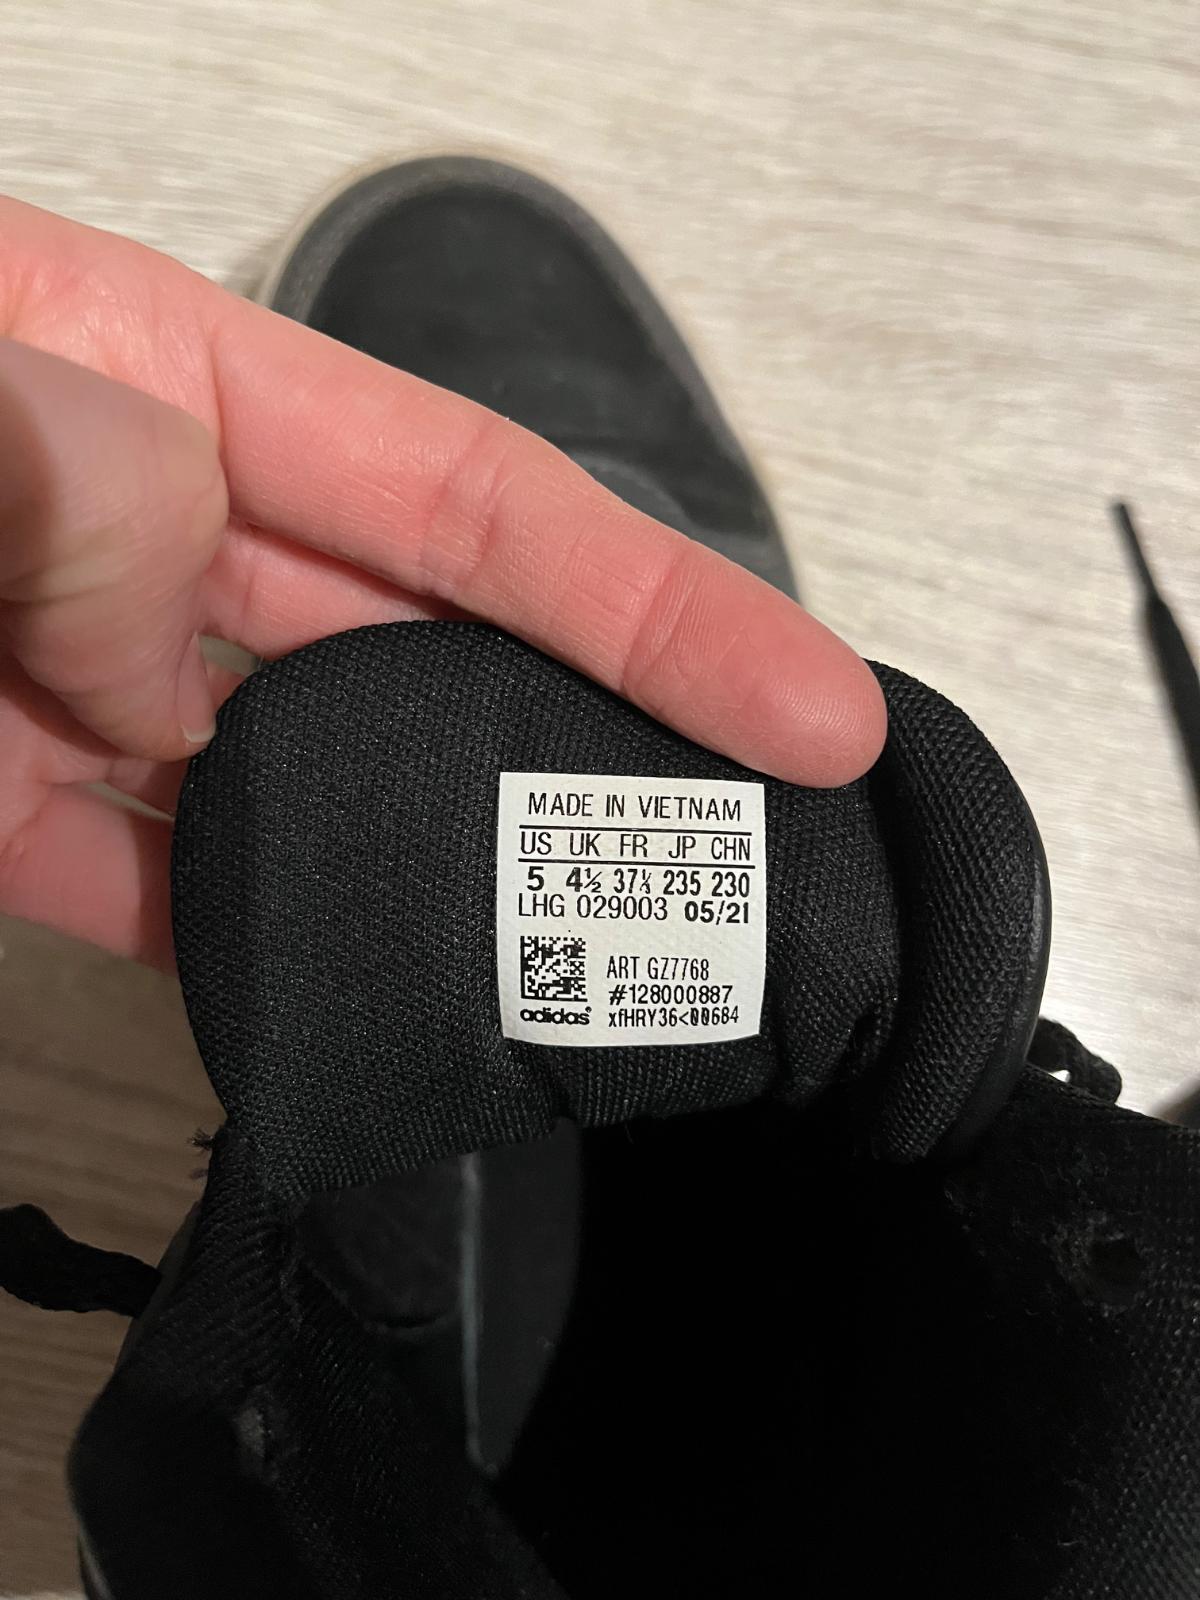 MADE IN VIETNAM
US UK FR JP CHN
5 4½ 37⅓ 235 230
LHG 029003 05/21
ART GZ7768
#128000887
adidas® xfHRY36<00684